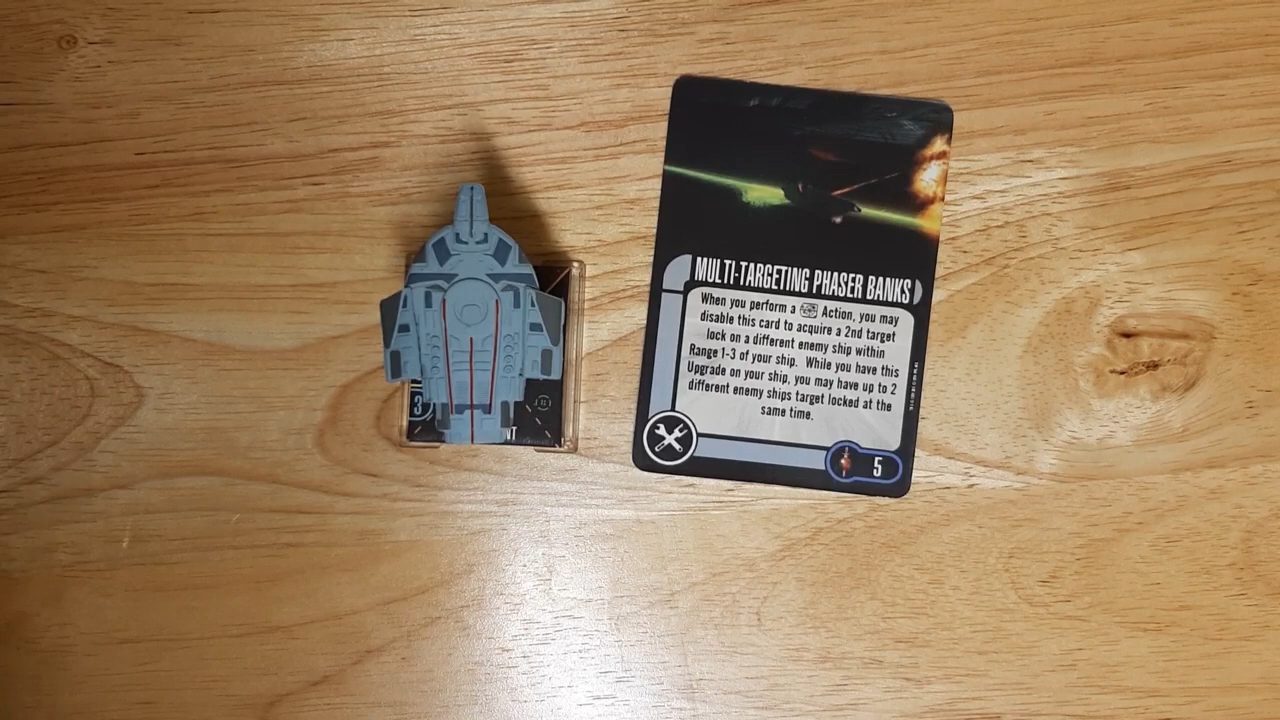 MULTI-TARGETING PHASER BANKS
When you perform a Action, you may
disable this card to acquire a 2nd target
lock on a different enemy ship within
Range 1-3 of your ship. While you have this
Upgrade on your ship, you may have up to 2
different enemy ships target locked at the
same time.
5
3